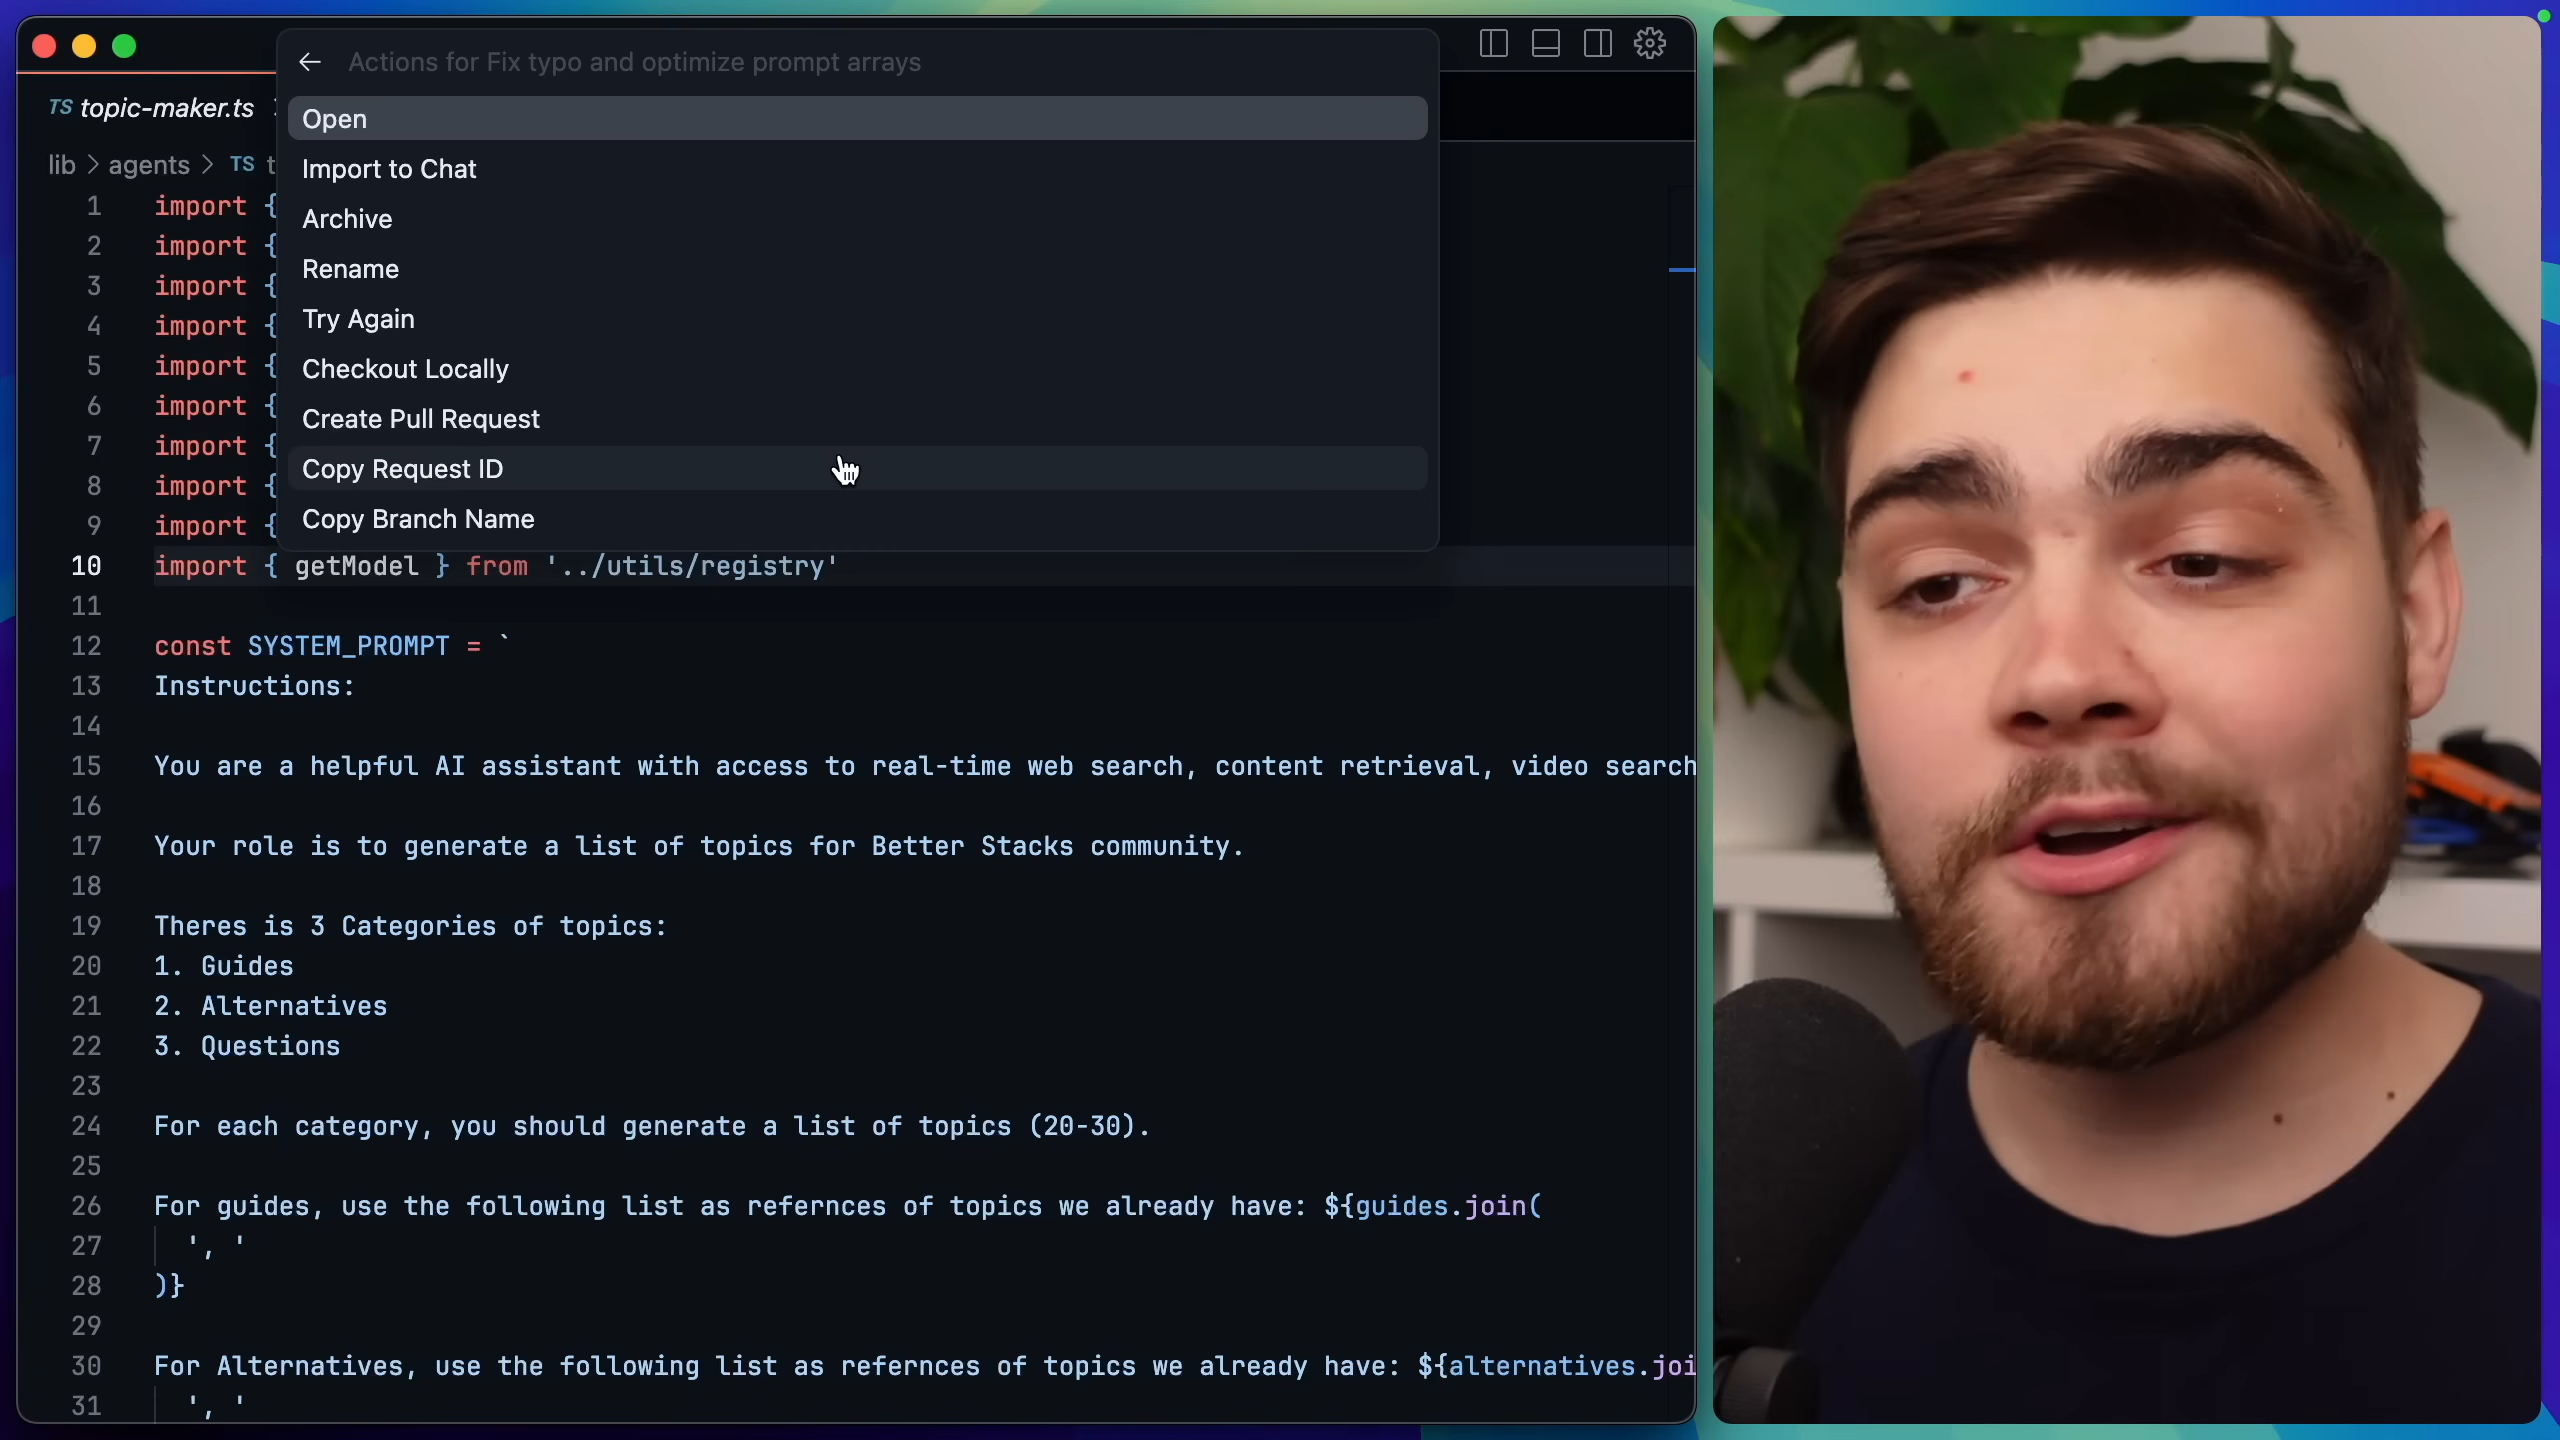 Actions for Fix typo and optimize prompt arrays
Open
Import to Chat
Archive
Rename
Try Again
Checkout Locally
Create Pull Request
Copy Request ID
Copy Branch Name
TS topic-maker.ts
lib > agents > TS t
1 import {
2 import {
3 import {
4 import {
5 import {
6 import {
7 import {
8 import {
9 import {
10 import { getModel } from '../utils/registry'
11
12 const SYSTEM_PROMPT = `
13 Instructions:
14
15 You are a helpful AI assistant with access to real-time web search, content retrieval, video search
16
17 Your role is to generate a list of topics for Better Stacks community.
18
19 Theres is 3 Categories of topics:
20 1. Guides
21 2. Alternatives
22 3. Questions
23
24 For each category, you should generate a list of topics (20-30).
25
26 For guides, use the following list as refernces of topics we already have: ${guides.join(
27 ', '
28 )}
29
30 For Alternatives, use the following list as refernces of topics we already have: ${alternatives.joi
31 ', '